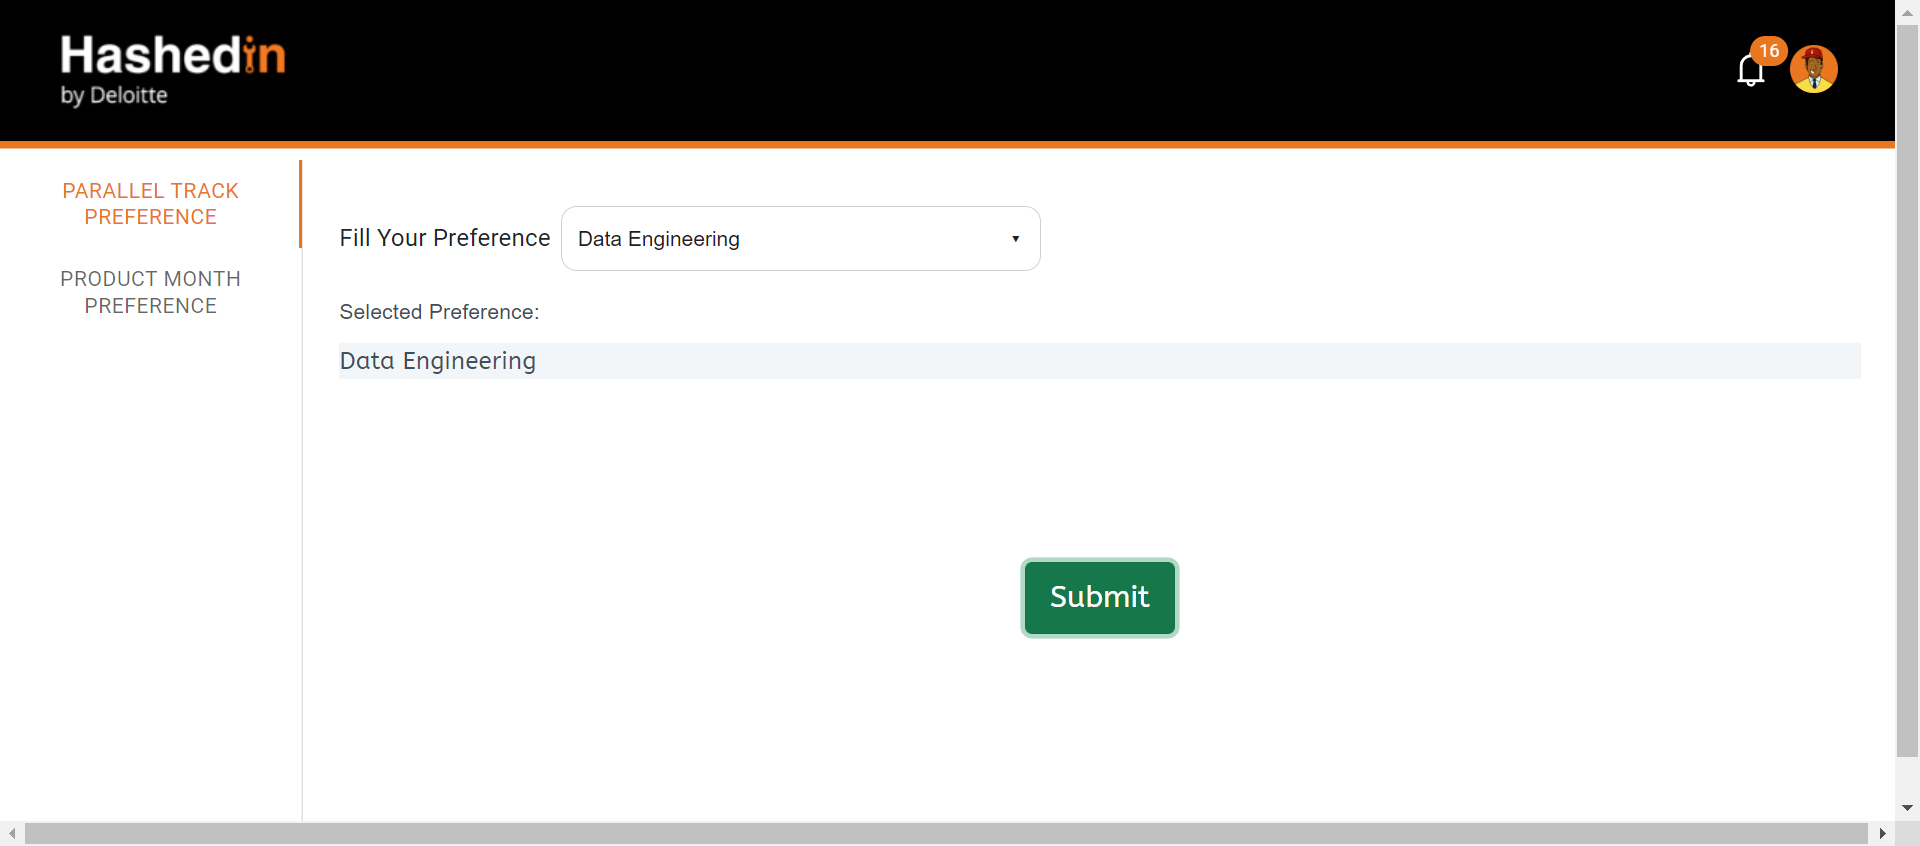 Hashedin
by Deloitte
16
PARALLEL TRACK
PREFERENCE
PRODUCT MONTH
PREFERENCE
Fill Your Preference
Data Engineering
Selected Preference:
Data Engineering
Submit